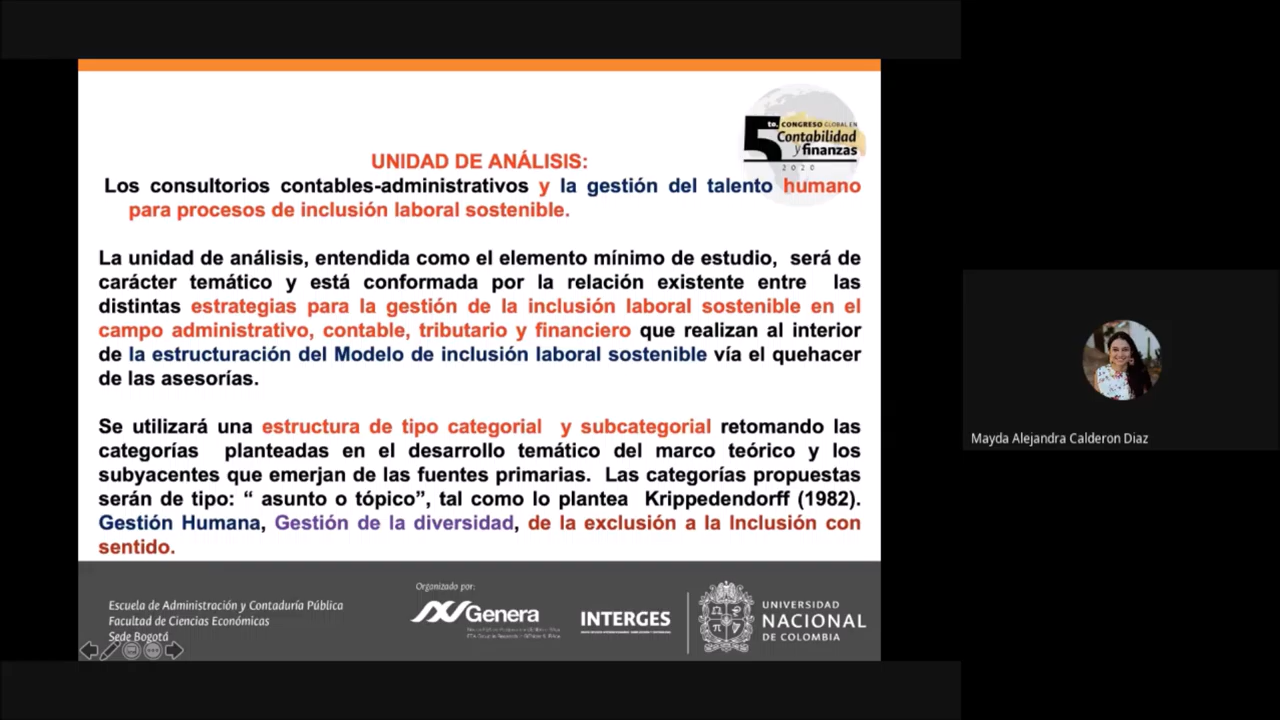 5to. CONGRESO GLOBAL EN
Contabilidad
y finanzas
2020
UNIDAD DE ANÁLISIS:
Los consultorios contables-administrativos y la gestión del talento humano
para procesos de inclusión laboral sostenible.
La unidad de análisis, entendida como el elemento mínimo de estudio, será de
carácter temático y está conformada por la relación existente entre las
distintas estrategias para la gestión de la inclusión laboral sostenible en el
campo administrativo, contable, tributario y financiero que realizan al interior
de la estructuración del Modelo de inclusión laboral sostenible vía el quehacer
de las asesorías.
Se utilizará una estructura de tipo categorial y subcategorial retomando las
categorías planteadas en el desarrollo temático del marco teórico y los
subyacentes que emerjan de las fuentes primarias. Las categorías propuestas
serán de tipo: “ asunto o tópico”, tal como lo plantea Krippedendorff (1982).
Gestión Humana, Gestión de la diversidad, de la exclusión a la Inclusión con
sentido.
Escuela de Administración y Contaduría Pública
Facultad de Ciencias Económicas
Sede Bogotá
Organizado por:
Genera
INTERGES
UNIVERSIDAD
NACIONAL
DE COLOMBIA
Mayda Alejandra Calderon Diaz